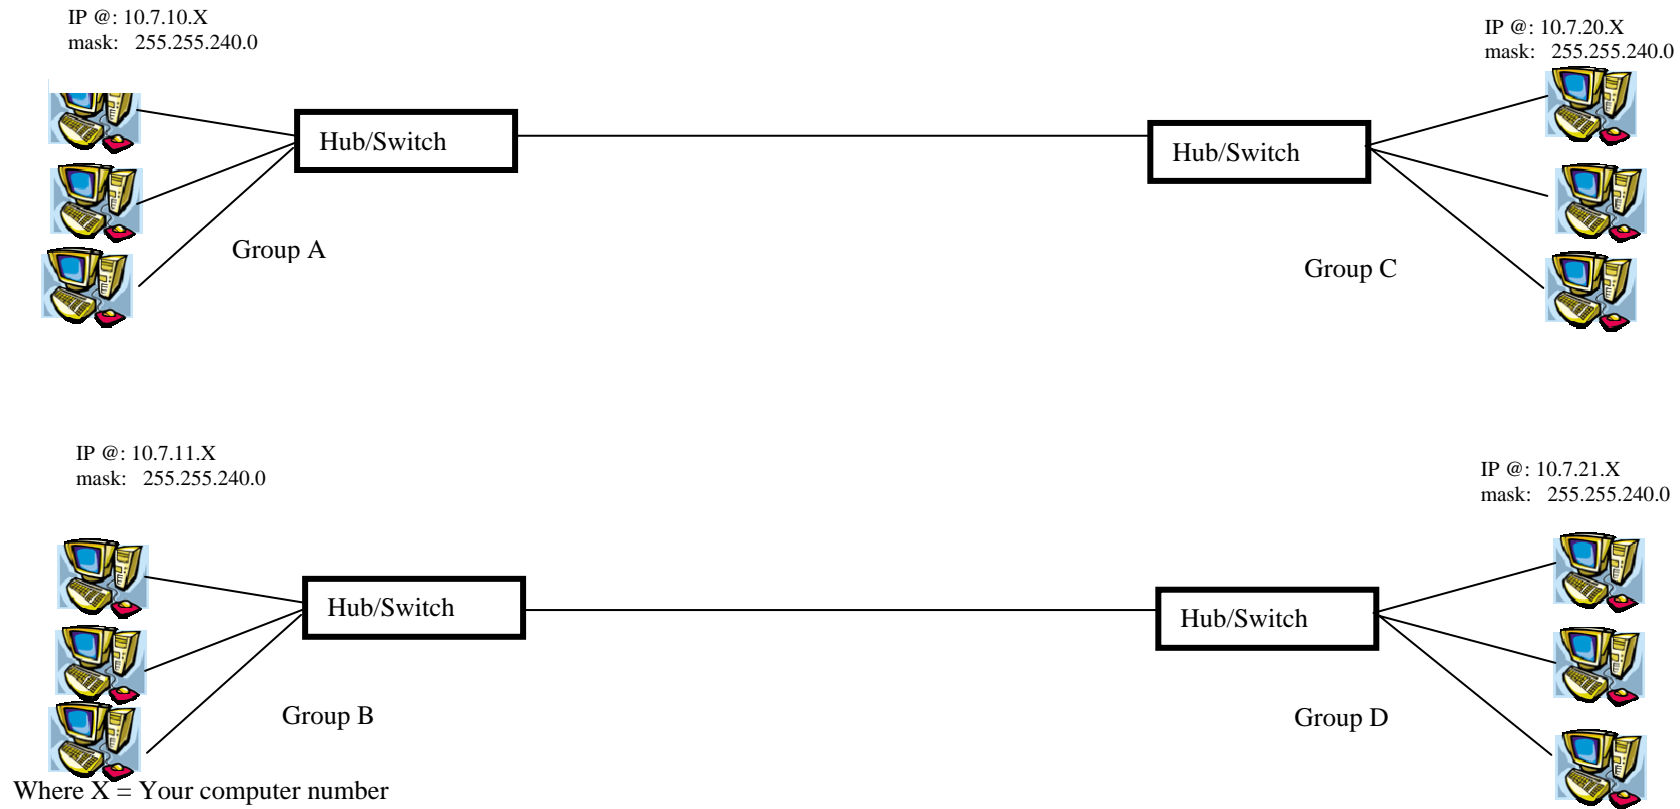 IP @: 10.7.10.X
mask: 255.255.240.0
IP @: 10.7.20.X
mask: 255.255.240.0
Hub/Switch
Hub/Switch
Group A
Group C
IP @: 10.7.11.X
mask: 255.255.240.0
IP @: 10.7.21.X
mask: 255.255.240.0
Hub/Switch
Hub/Switch
Group B
Group D
Where X = Your computer number